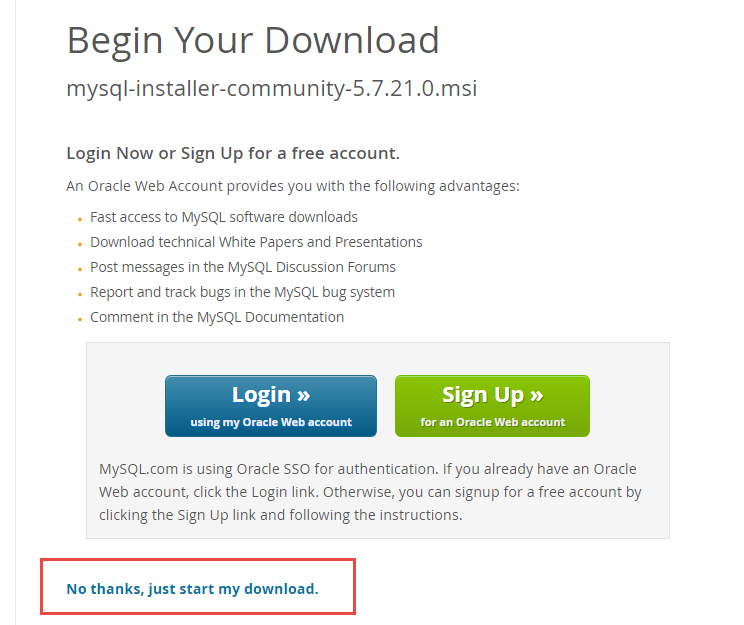 Begin Your Download
mysql-installer-community-5.7.21.0.msi
Login Now or Sign Up for a free account.
An Oracle Web Account provides you with the following advantages:
Fast access to MySQL software downloads
Download technical White Papers and Presentations
Post messages in the MySQL Discussion Forums
Report and track bugs in the MySQL bug system
Comment in the MySQL Documentation
Login »
using my Oracle Web account
Sign Up »
for an Oracle Web account
MySQL.com is using Oracle SSO for authentication. If you already have an Oracle
Web account, click the Login link. Otherwise, you can signup for a free account by
clicking the Sign Up link and following the instructions.
No thanks, just start my download.